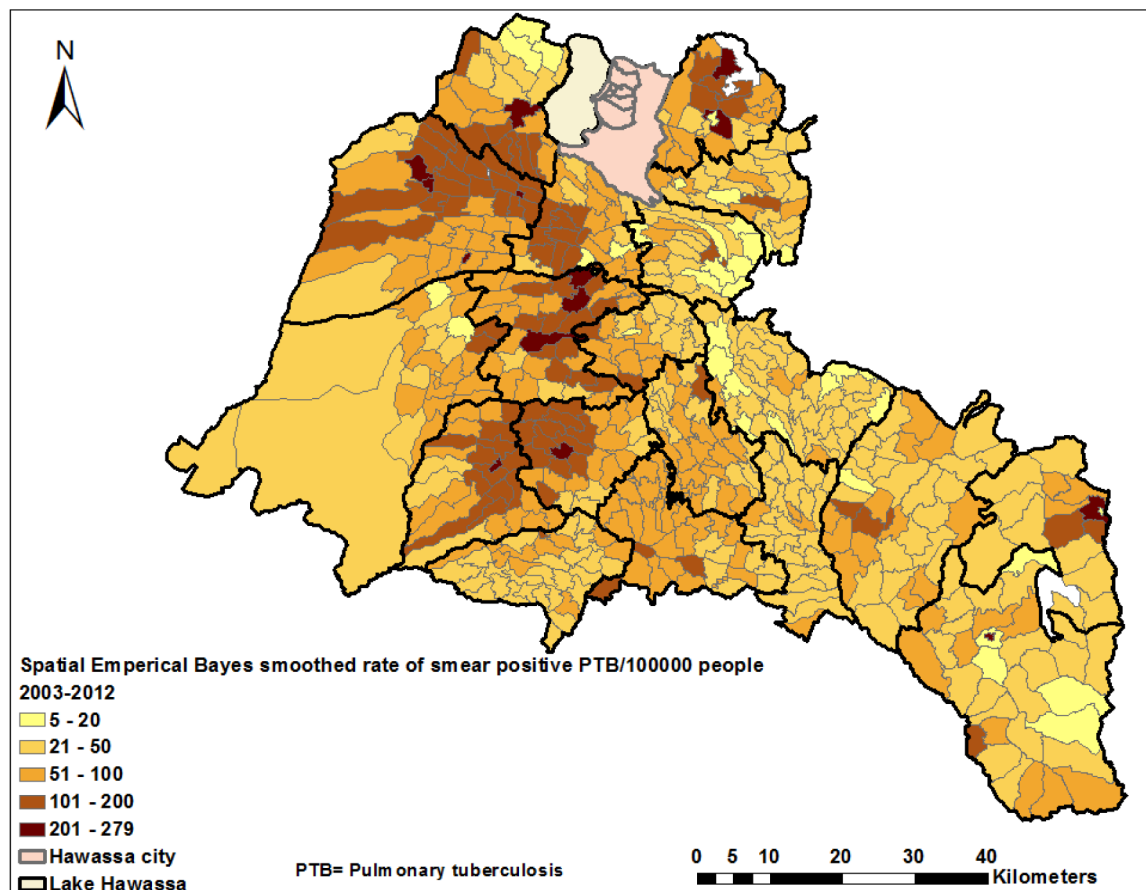 N
Spatial Emperical Bayes smoothed rate of smear positive PTB/100000 people
2003-2012
5 - 20
21 - 50
51 - 100
101 - 200
201 - 279
Hawassa city
Lake Hawassa
PTB= Pulmonary tuberculosis
0 5 10 20 30 40
Kilometers